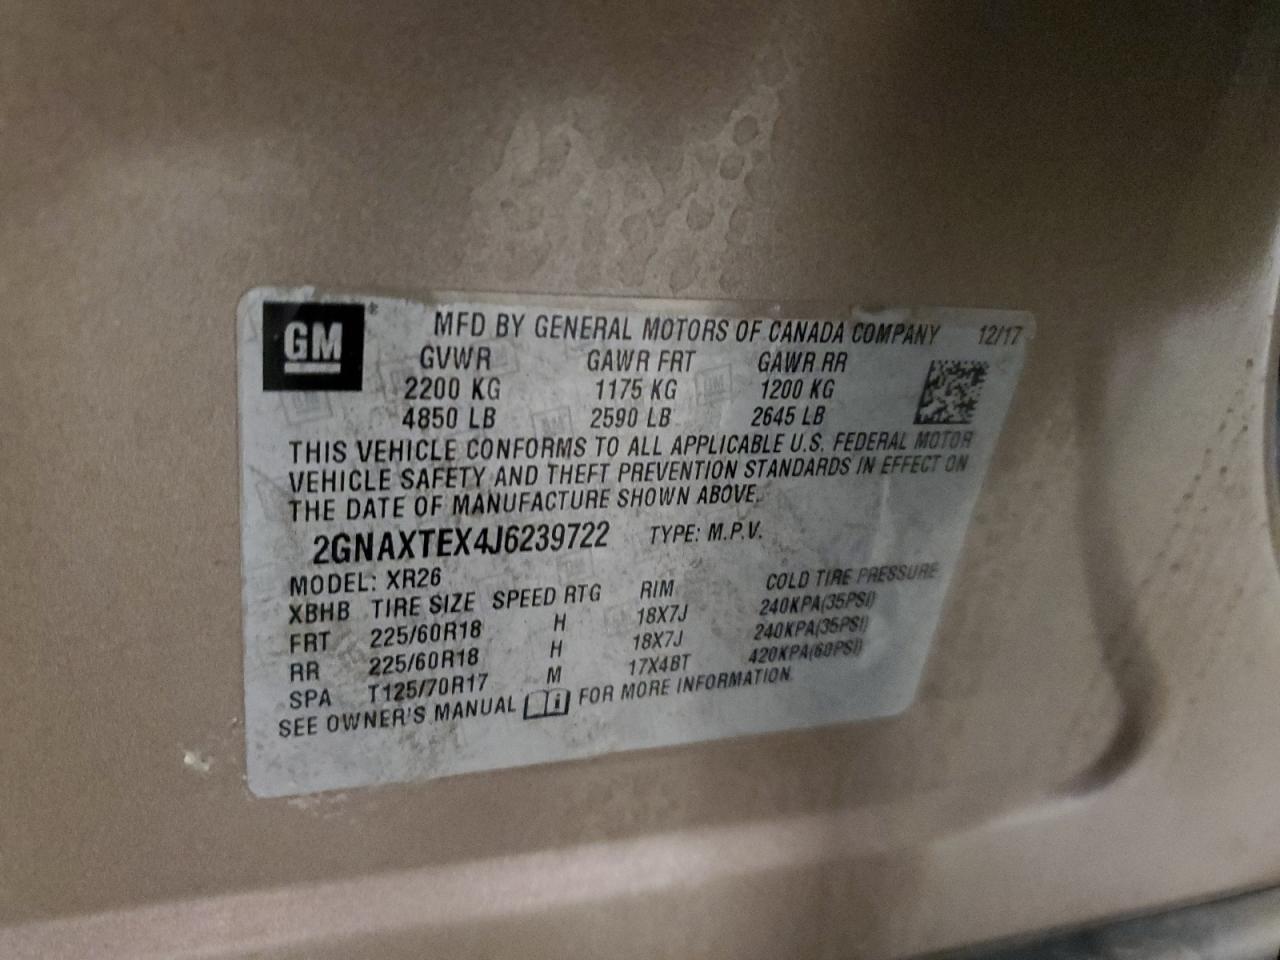 GM ® MFD BY GENERAL MOTORS OF CANADA COMPANY 12/17
GVWR GAWR FRT GAWR RR
2200 KG 1175 KG 1200 KG
4850 LB 2590 LB 2645 LB
THIS VEHICLE CONFORMS TO ALL APPLICABLE U.S. FEDERAL MOTOR
VEHICLE SAFETY AND THEFT PREVENTION STANDARDS IN EFFECT ON
THE DATE OF MANUFACTURE SHOWN ABOVE.
2GNAXTEX4J6239722 TYPE: M.P.V.
MODEL: XR26
XBHB TIRE SIZE SPEED RTG RIM COLD TIRE PRESSURE
FRT 225/60R18 H 18X7J 240KPA(35PSI)
RR 225/60R18 H 18X7J 240KPA(35PSI)
SPA T125/70R17 M 17X4BT 420KPA(60PSI)
SEE OWNER'S MANUAL i FOR MORE INFORMATION.